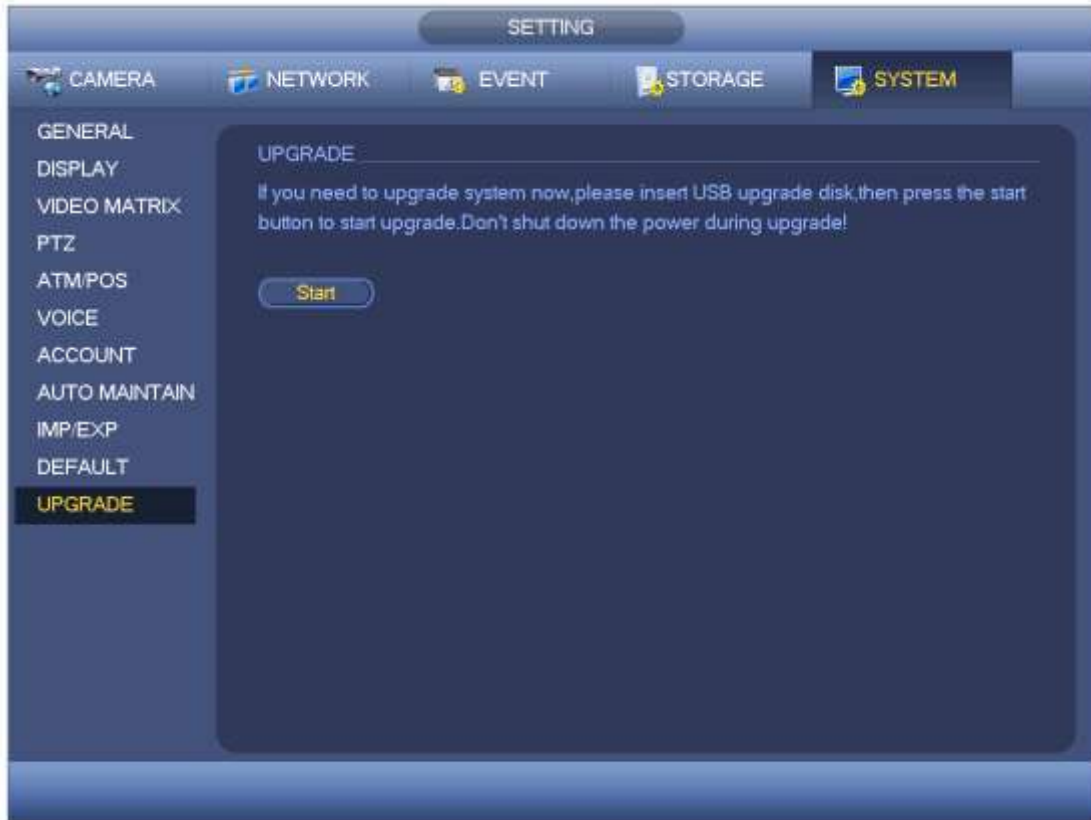 SETTING
CAMERA NETWORK EVENT STORAGE SYSTEM
GENERAL
DISPLAY
VIDEO MATRIX
PTZ
ATM/POS
VOICE
ACCOUNT
AUTO MAINTAIN
IMP/EXP
DEFAULT
UPGRADE
UPGRADE
If you need to upgrade system now,please insert USB upgrade disk,then press the start
button to start upgrade.Don't shut down the power during upgrade!
Start